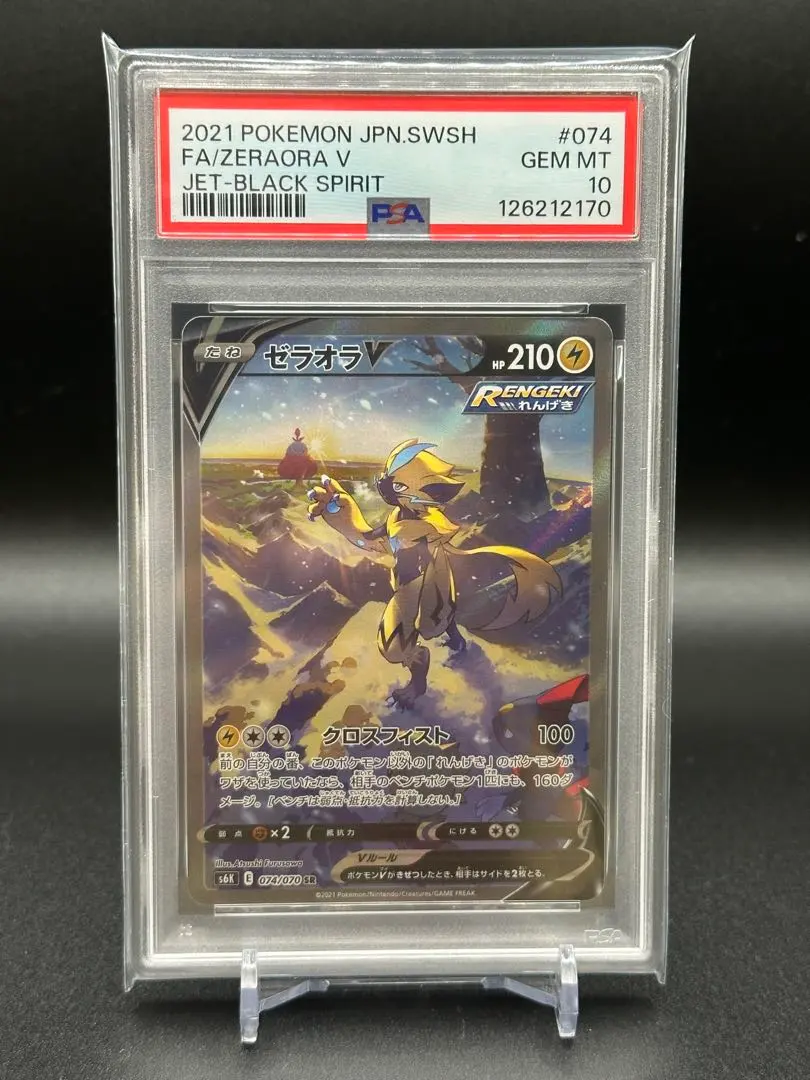 2021 POKEMON JPN.SWSH #074
FA/ZERAORA V GEM MT
JET-BLACK SPIRIT 10
PSA 126212170
たね ゼラオラV HP 210
RENGEKI
れんげき
クロスフィスト 100
前の自分の番、このポケモン以外の「れんげき」のポケモンが
ワザを使っていたなら、相手のベンチポケモン1匹にも、160ダ
メージ。[ベンチは弱点・抵抗力を計算しない。]
弱点 ×2 抵抗力 にげる
Illus. Atsushi Furusawa
Vルール
ポケモンVがきぜつしたとき、相手はサイドを2枚とる。
s6K E 074/070 SR
©2021 Pokémon/Nintendo/Creatures/GAME FREAK